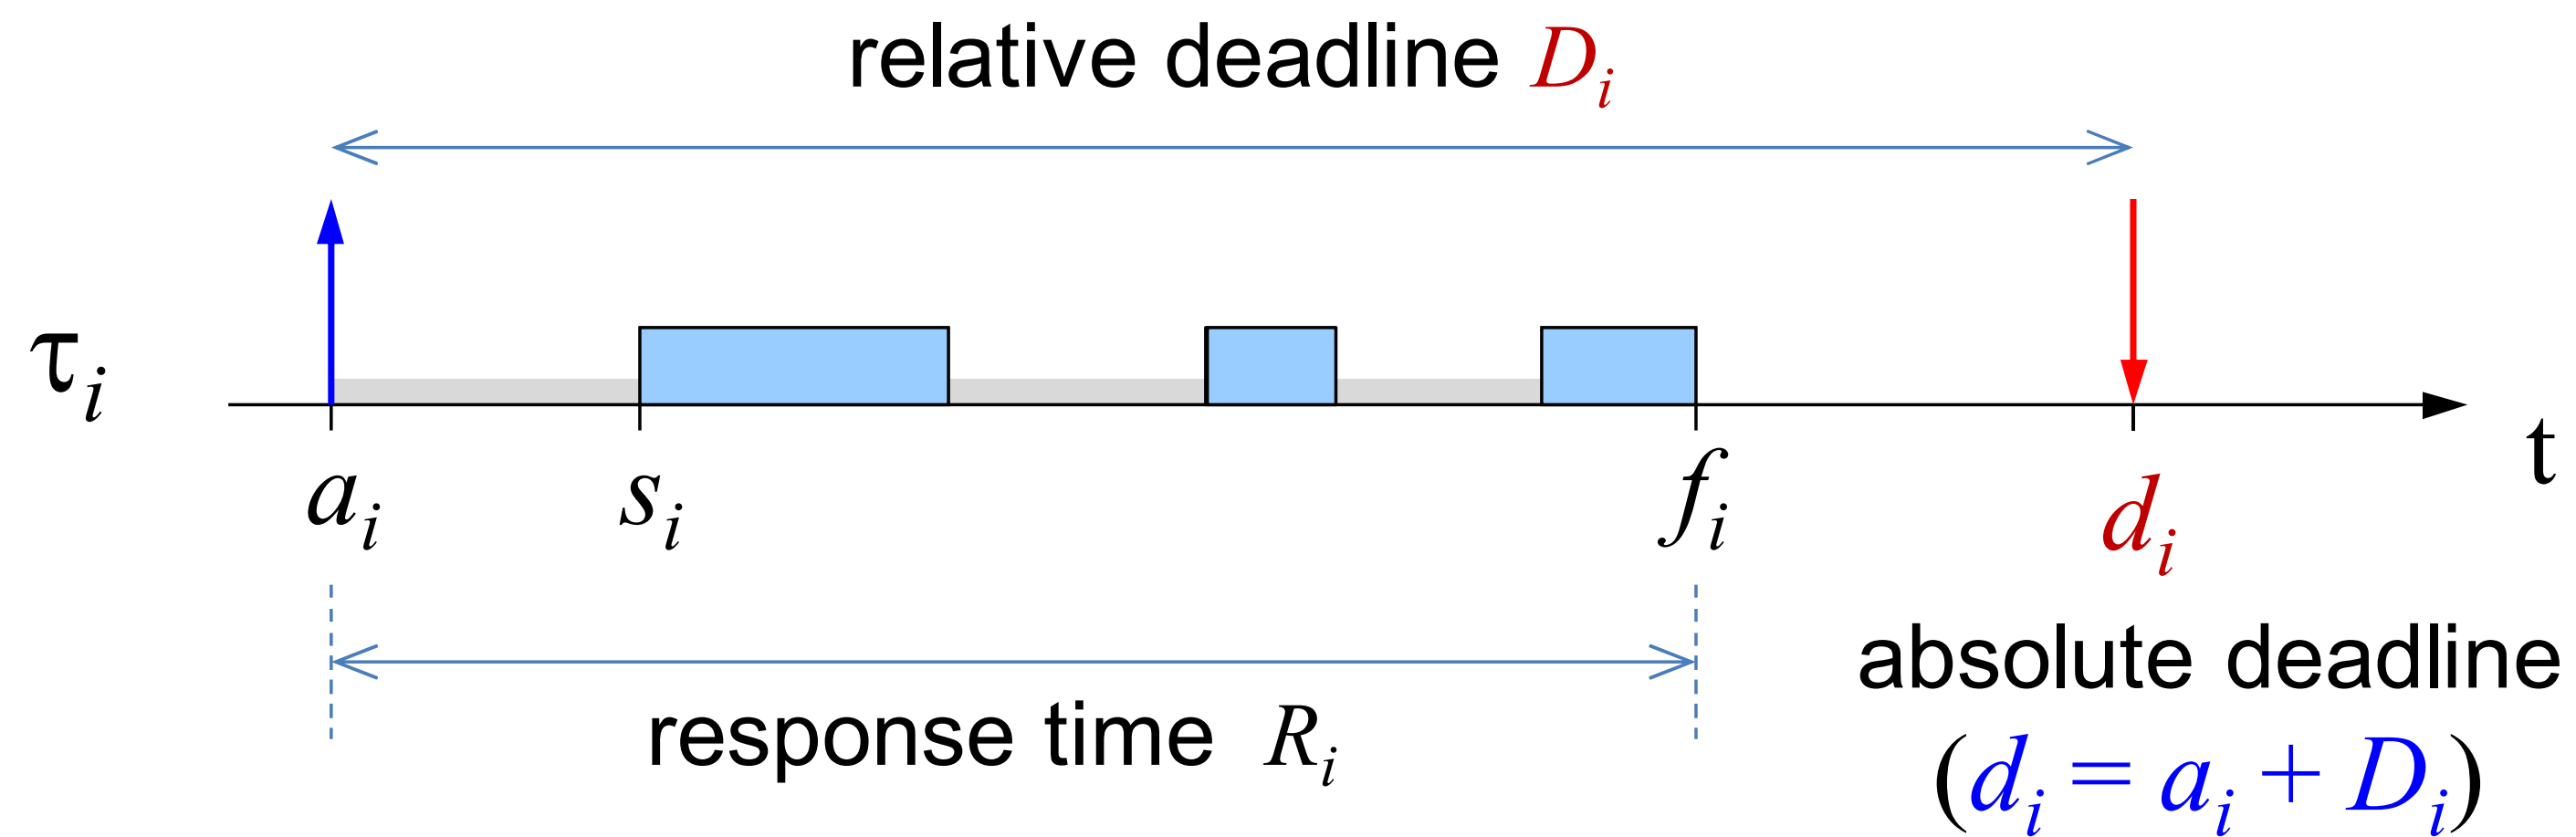 relative deadline Dᵢ
τᵢ
t
aᵢ sᵢ fᵢ dᵢ
response time Rᵢ
absolute deadline
(dᵢ = aᵢ + Dᵢ)